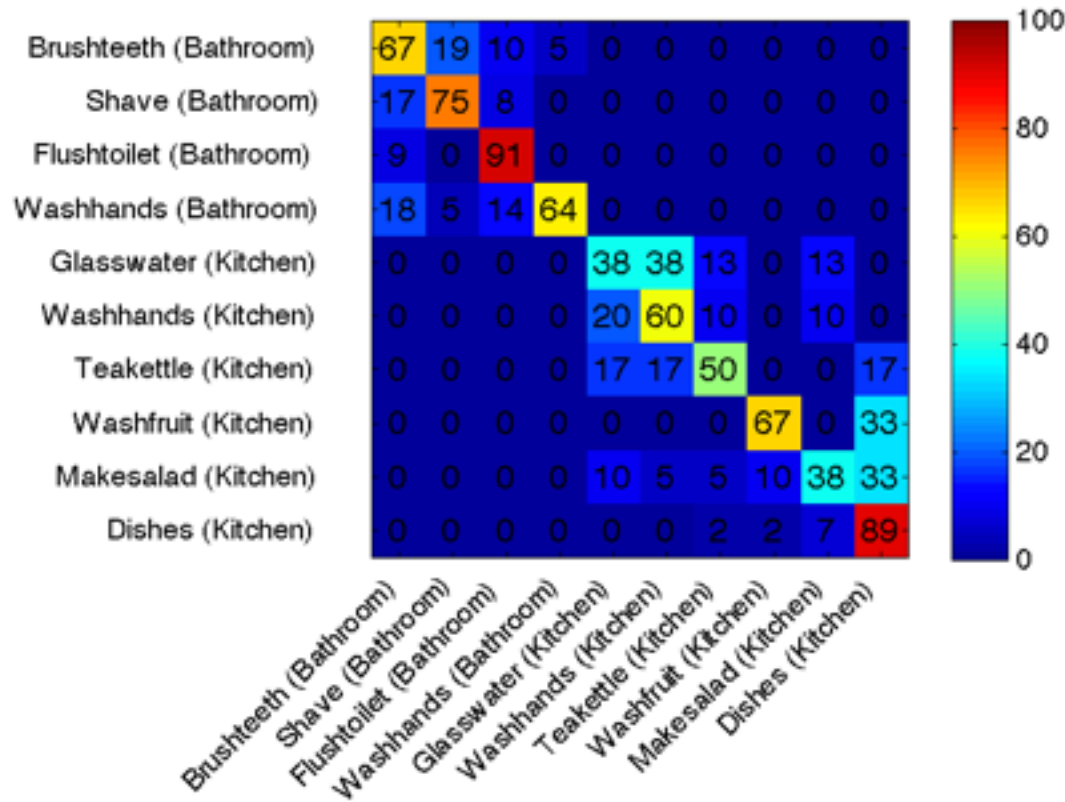 100
Brushteeth (Bathroom) 67 19 10 5 0 0 0 0 0 0
Shave (Bathroom) 17 75 8 0 0 0 0 0 0 0
80
Flushtoilet (Bathroom) 9 0 91 0 0 0 0 0 0 0
Washhands (Bathroom) 18 5 14 64 0 0 0 0 0 0
60
Glasswater (Kitchen) 0 0 0 0 38 38 13 0 13 0
Washhands (Kitchen) 0 0 0 0 20 60 10 0 10 0
40
Teakettle (Kitchen) 0 0 0 0 17 17 50 0 0 17
Washfruit (Kitchen) 0 0 0 0 0 0 0 67 0 33
20
Makesalad (Kitchen) 0 0 0 0 10 5 5 10 38 33
Dishes (Kitchen) 0 0 0 0 0 0 2 2 7 89
0
Brushteeth (Bathroom)
Shave (Bathroom)
Flushtoilet (Bathroom)
Washhands (Bathroom)
Glasswater (Kitchen)
Washhands (Kitchen)
Teakettle (Kitchen)
Washfruit (Kitchen)
Makesalad (Kitchen)
Dishes (Kitchen)